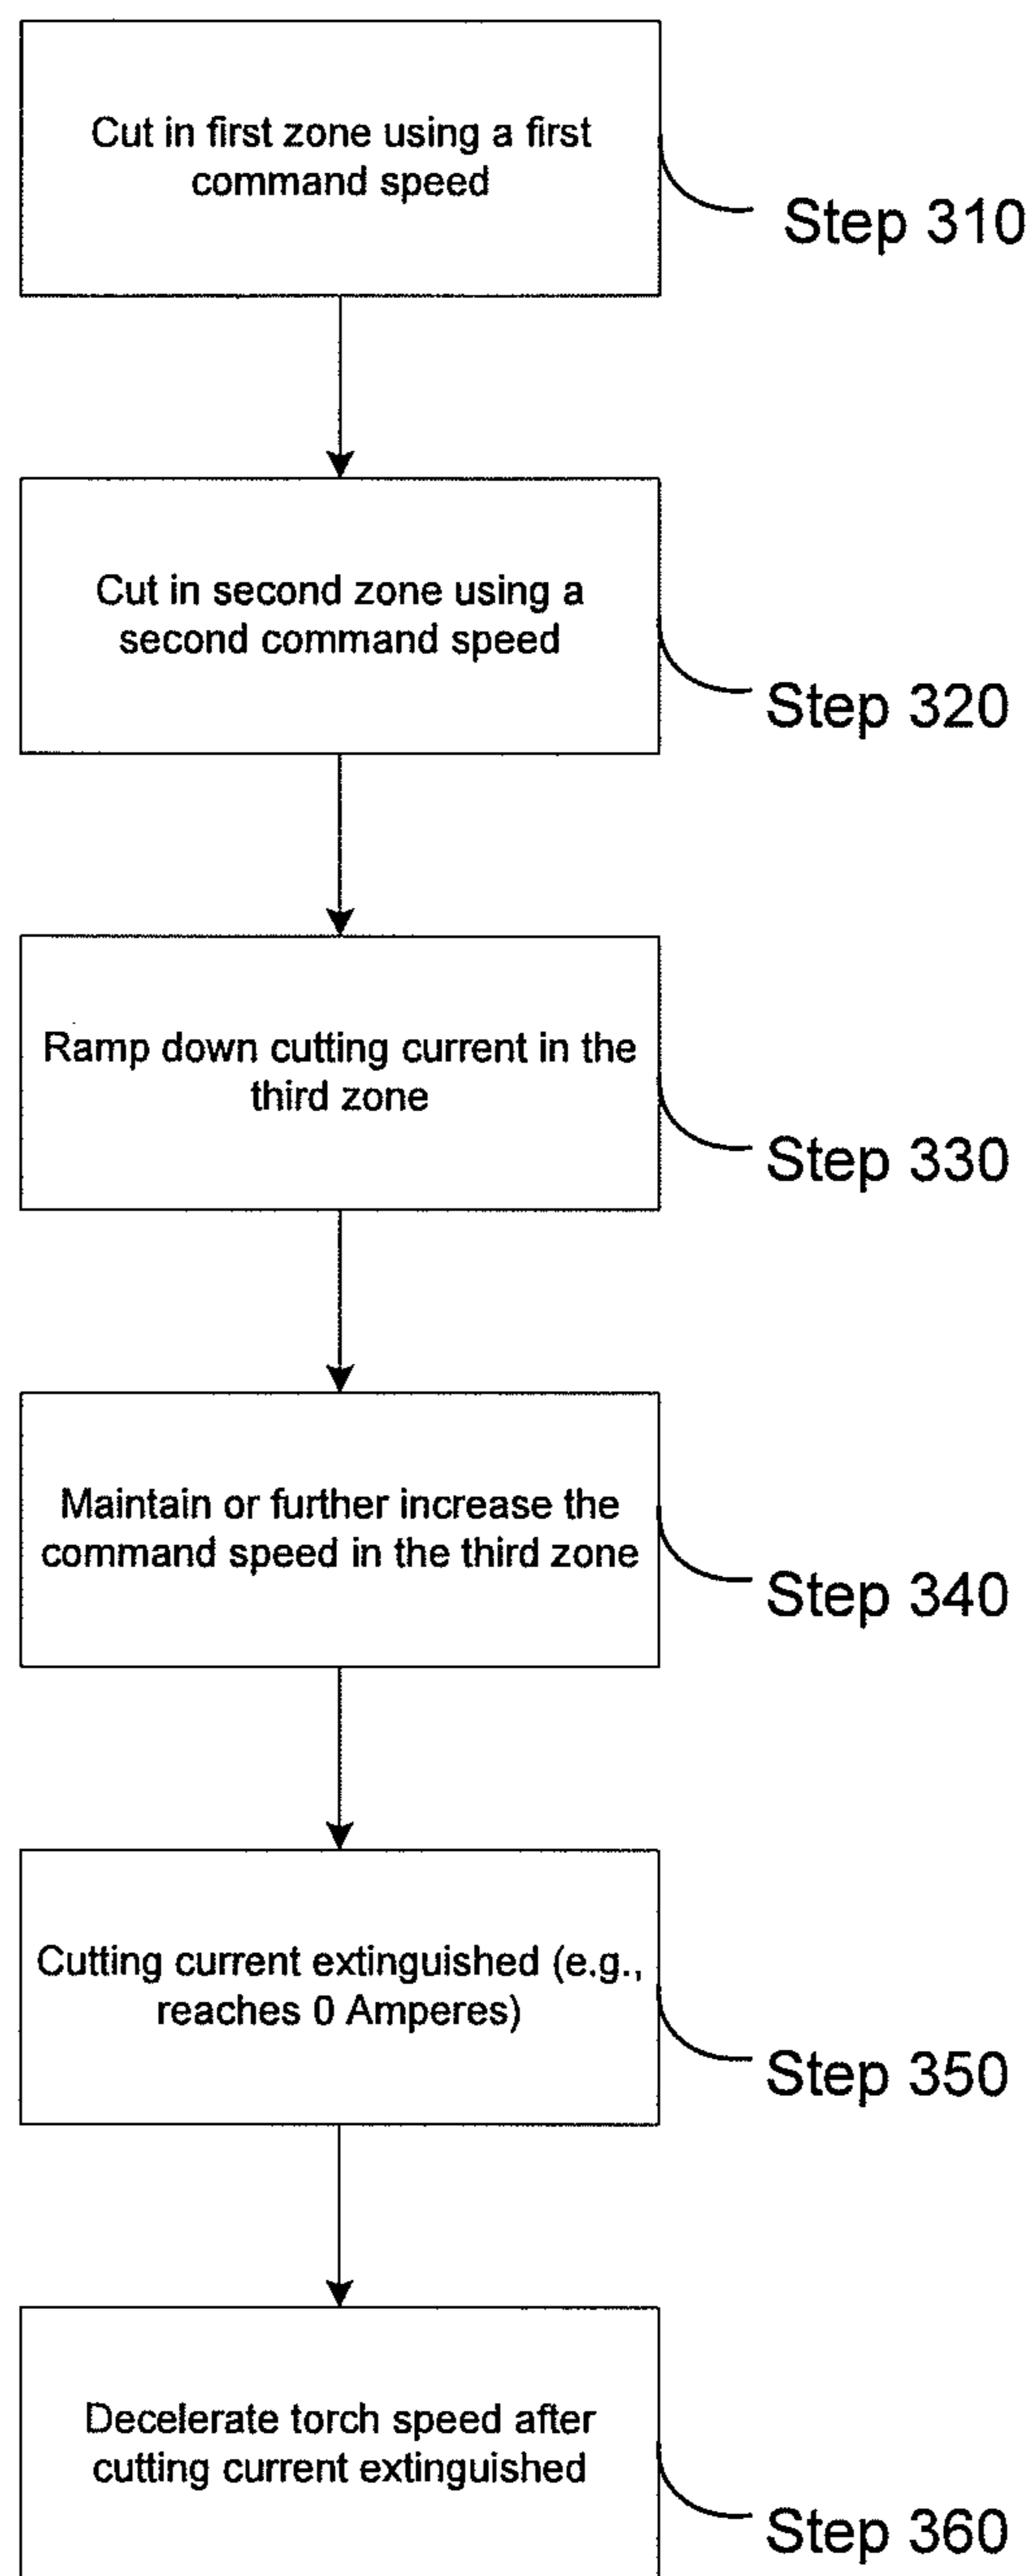 Cut in first zone using a first
command speed
Step 310
Cut in second zone using a
second command speed
Step 320
Ramp down cutting current in the
third zone
Step 330
Maintain or further increase the
command speed in the third zone
Step 340
Cutting current extinguished (e.g.,
reaches 0 Amperes)
Step 350
Decelerate torch speed after
cutting current extinguished
Step 360